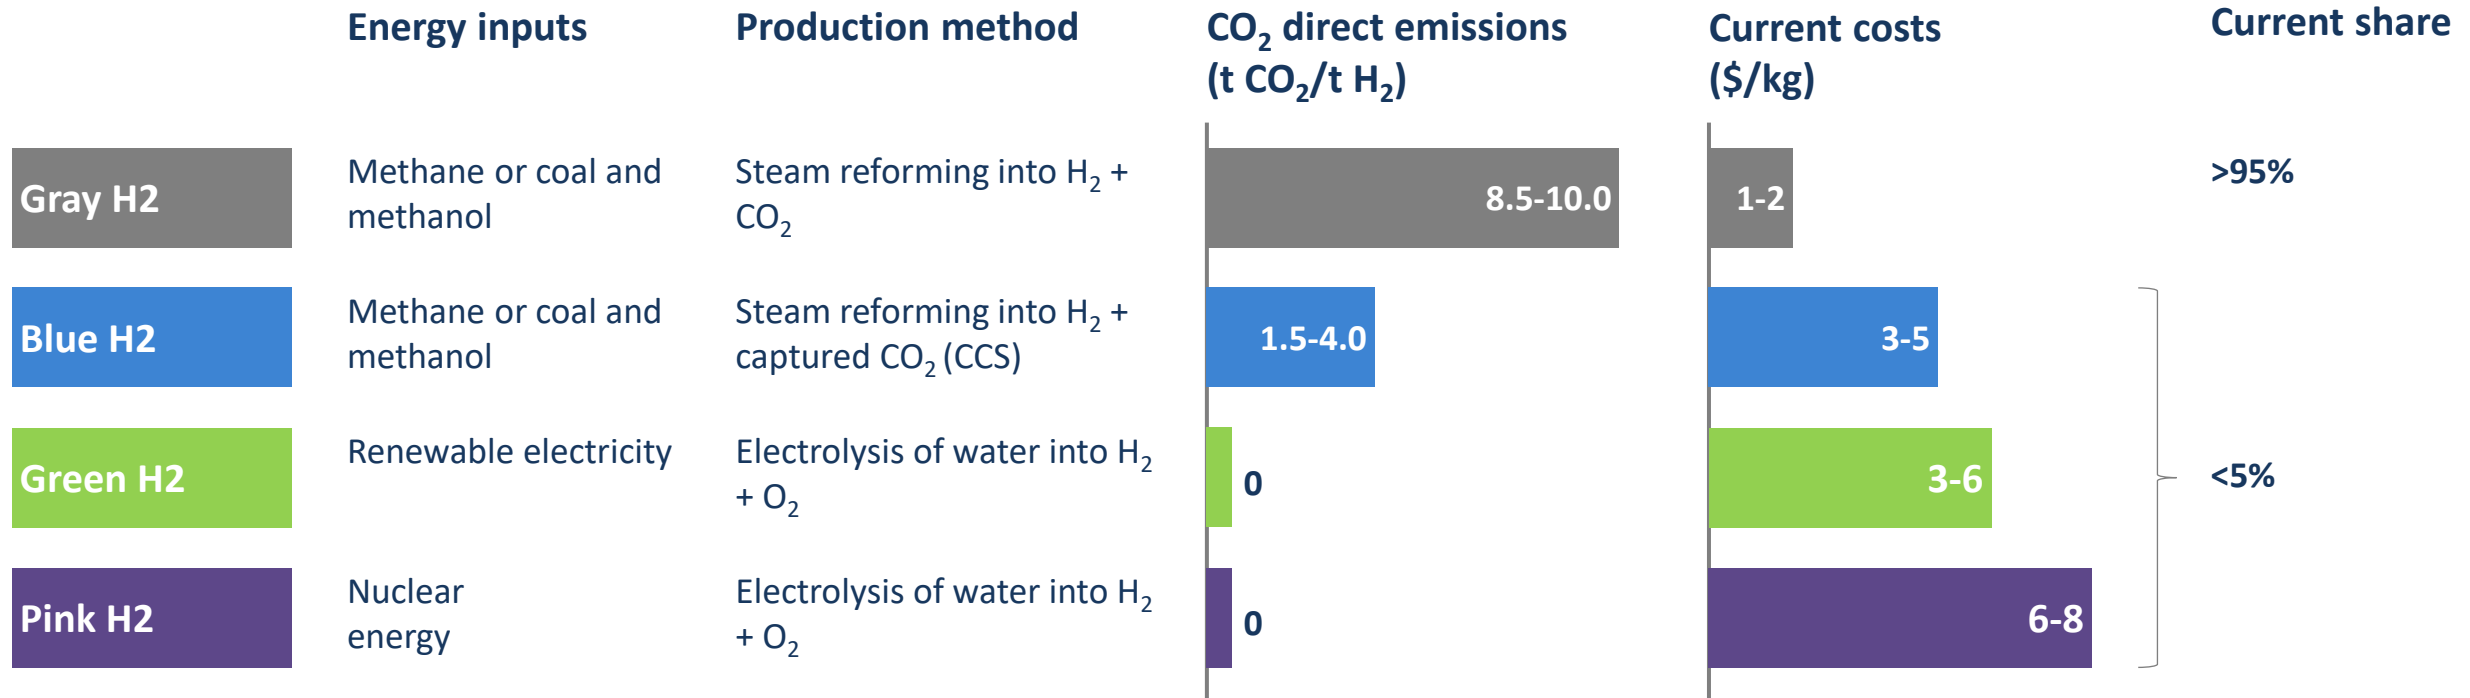 Energy inputs
Production method
CO₂ direct emissions
(t CO₂/t H₂)
Current costs
($/kg)
Current share
Gray H2
Methane or coal and
methanol
Steam reforming into H₂ +
CO₂
8.5-10.0
1-2
>95%
Blue H2
Methane or coal and
methanol
Steam reforming into H₂ +
captured CO₂ (CCS)
1.5-4.0
3-5
Green H2
Renewable electricity
Electrolysis of water into H₂
+ O₂
0
3-6
<5%
Pink H2
Nuclear
energy
Electrolysis of water into H₂
+ O₂
0
6-8